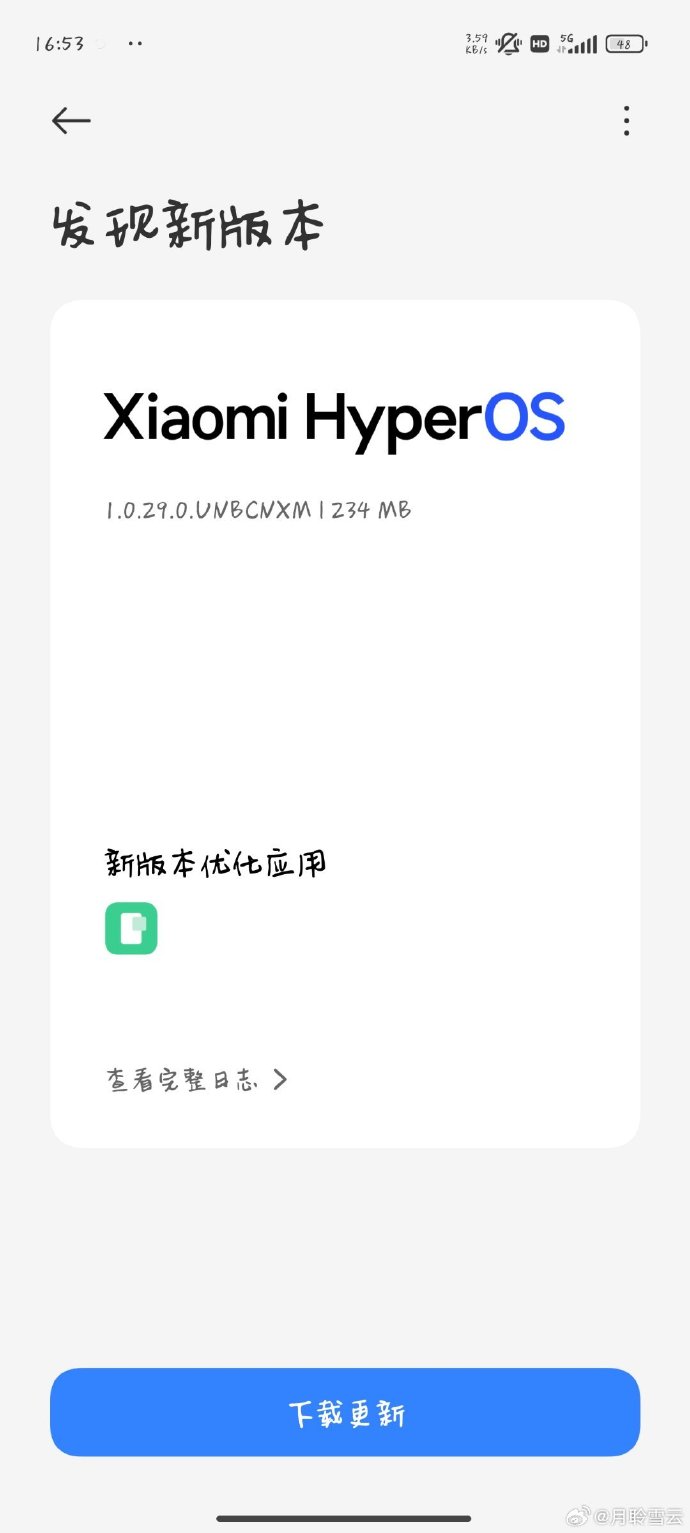 16:53
3.59
KB/s
HD
5G
48
发现新版本
Xiaomi HyperOS
1.0.29.0.UNBCNXM | 234 MB
新版本优化应用
查看完整日志
下载更新
@月聆雪云